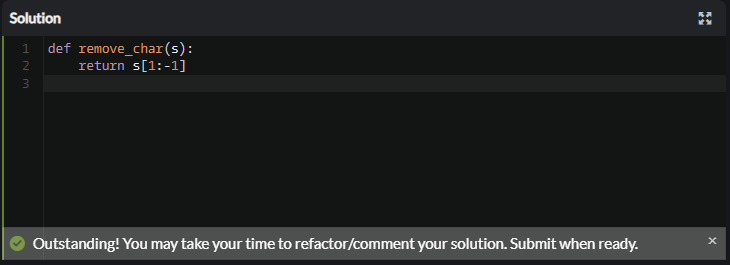 Solution
1 def remove_char(s):
2     return s[1:-1]
3
Outstanding! You may take your time to refactor/comment your solution. Submit when ready. ×